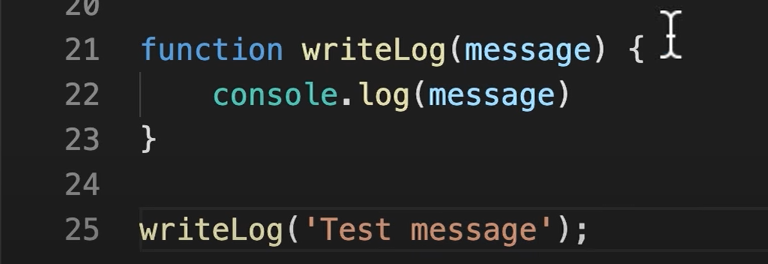 20
21 function writeLog(message) {
22     console.log(message)
23 }
24
25 writeLog('Test message');